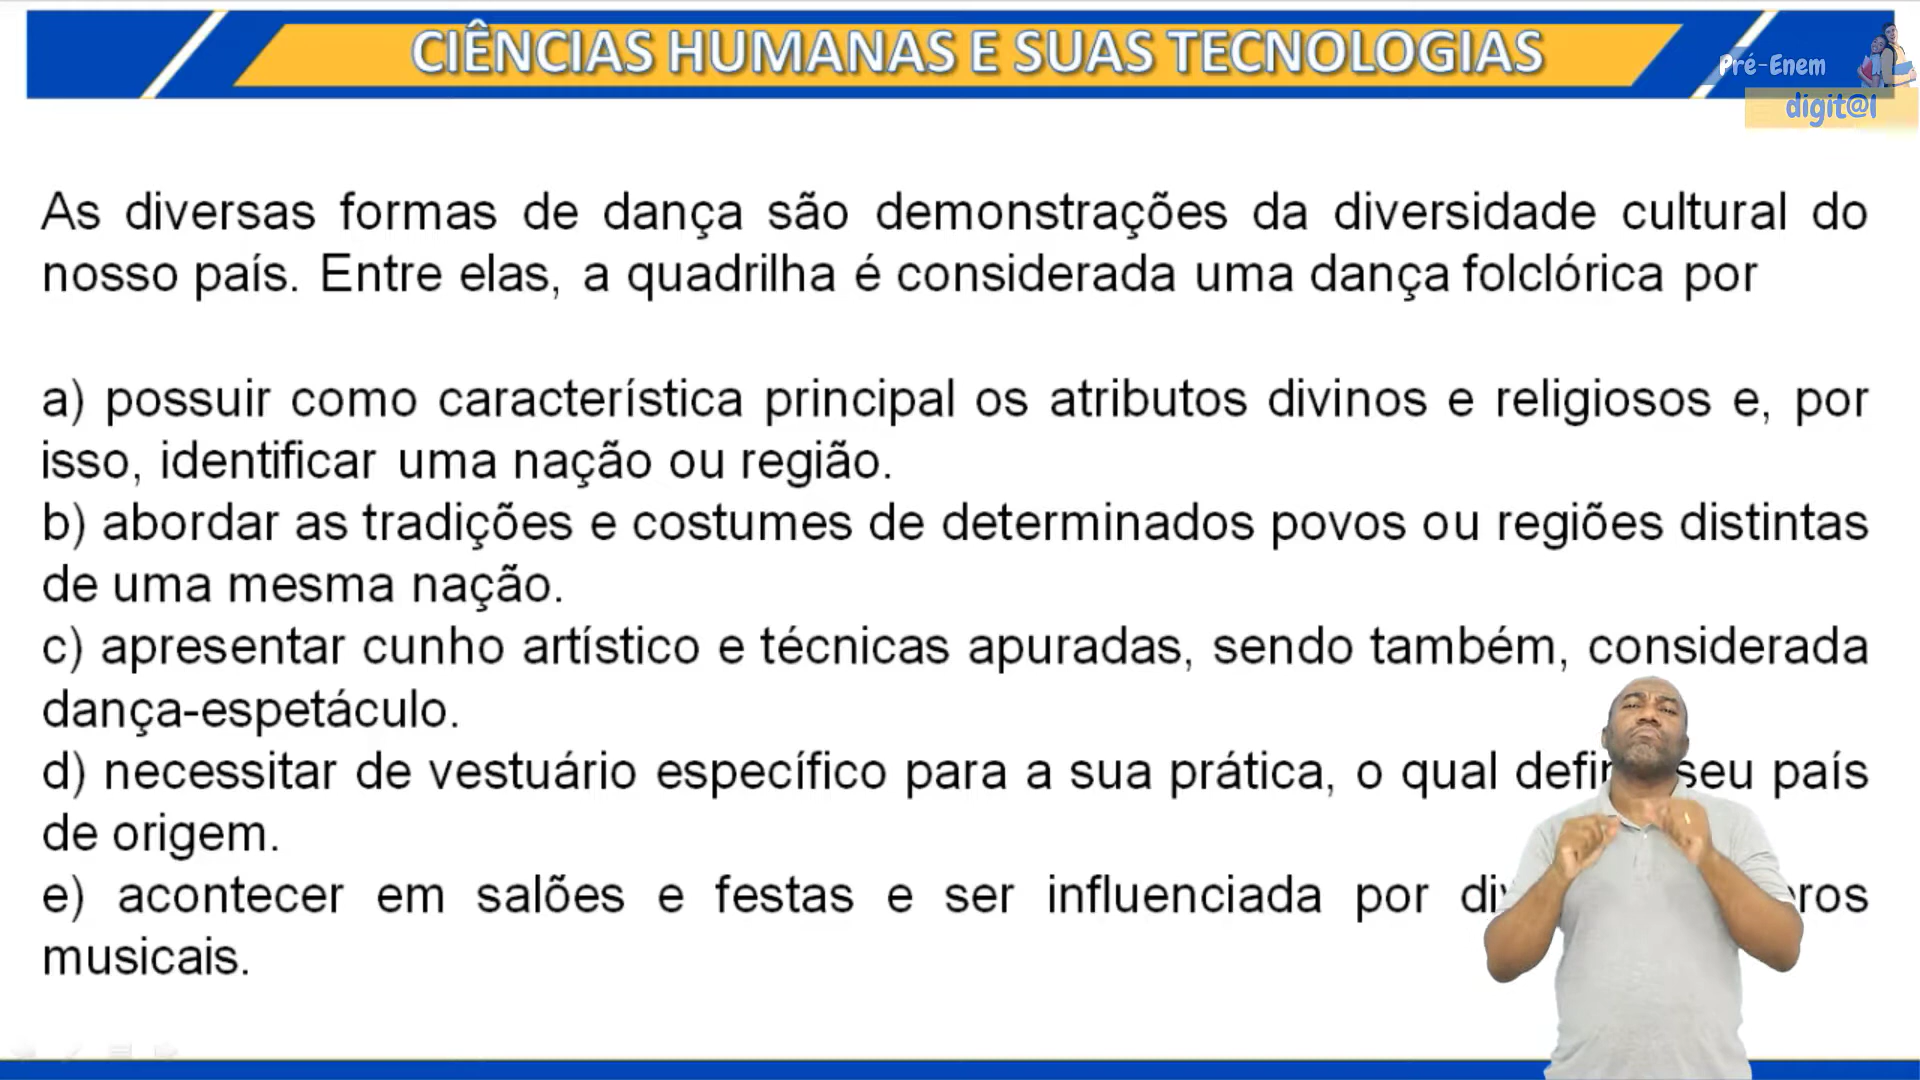 CIÊNCIAS HUMANAS E SUAS TECNOLOGIAS
Pré-Enem
digit@l
As diversas formas de dança são demonstrações da diversidade cultural do
nosso país. Entre elas, a quadrilha é considerada uma dança folclórica por
a) possuir como característica principal os atributos divinos e religiosos e, por
isso, identificar uma nação ou região.
b) abordar as tradições e costumes de determinados povos ou regiões distintas
de uma mesma nação.
c) apresentar cunho artístico e técnicas apuradas, sendo também, considerada
dança-espetáculo.
d) necessitar de vestuário específico para a sua prática, o qual seu país
de origem.
e) acontecer em salões e festas e ser influenciada por
musicais.